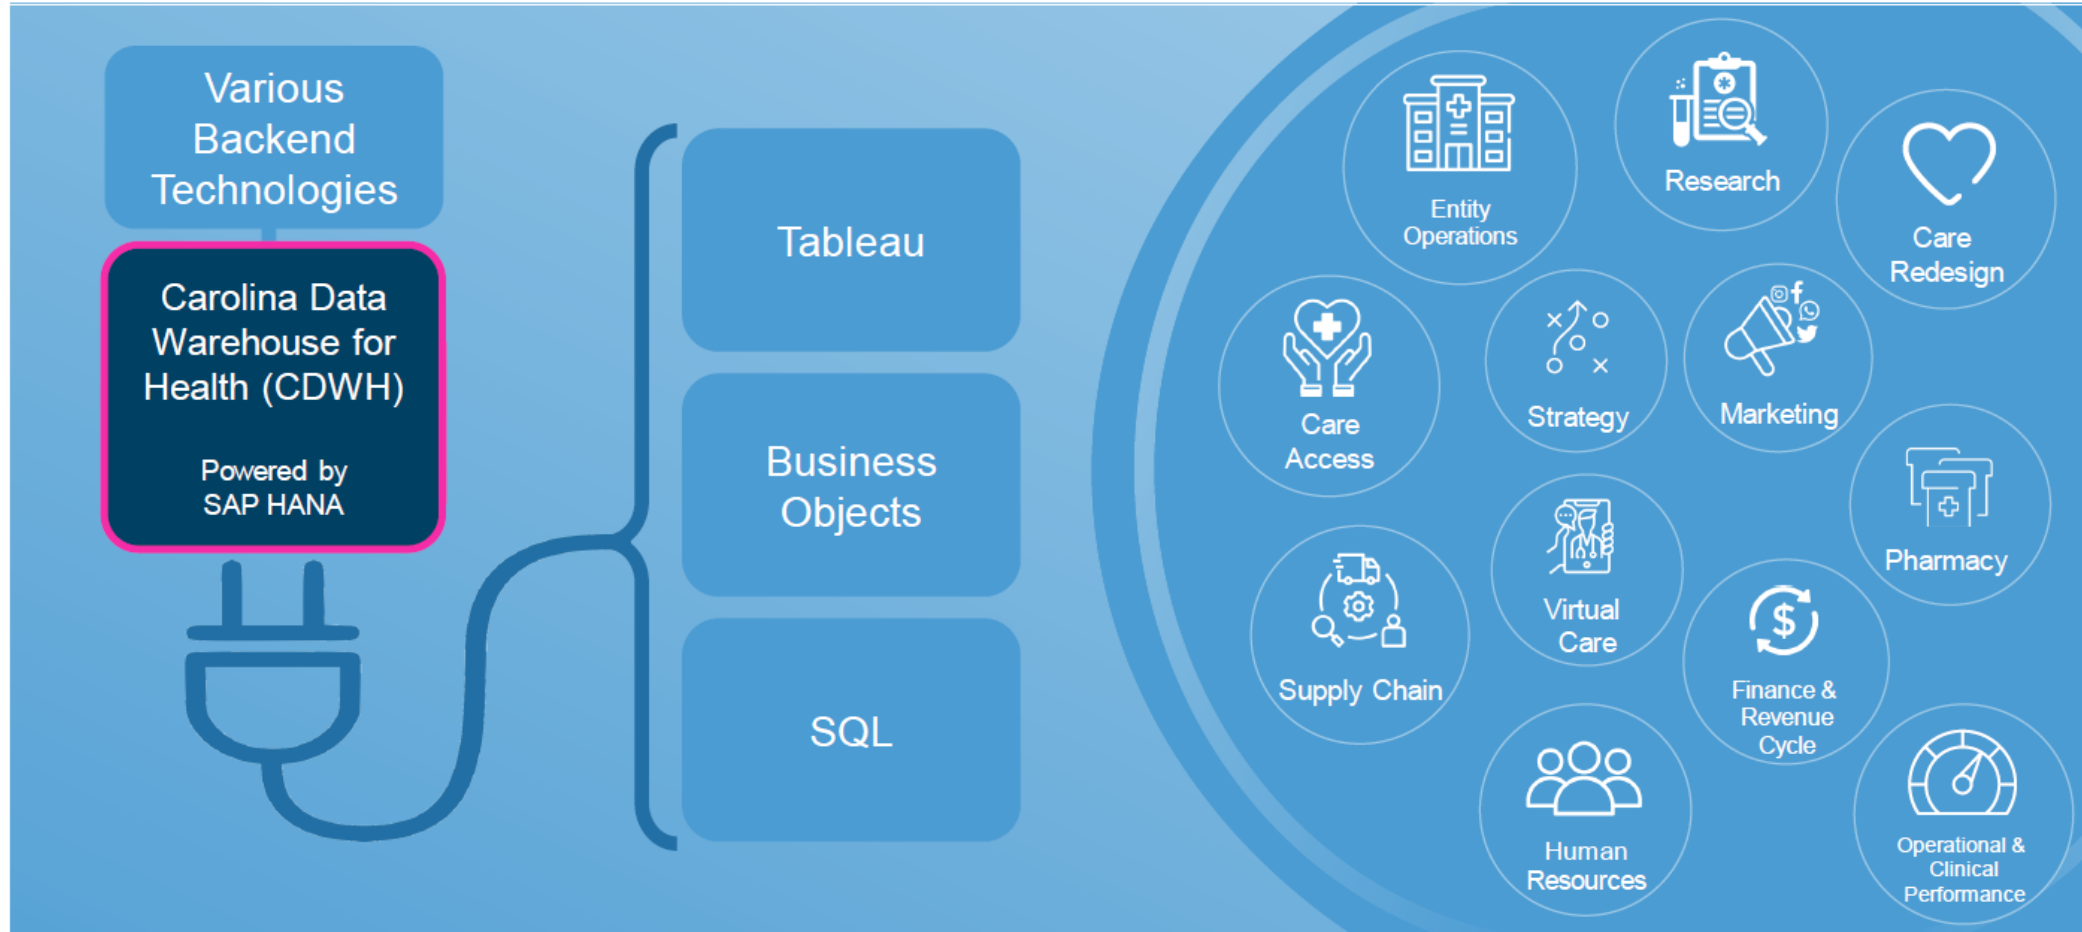 Various
Backend
Technologies
Carolina Data
Warehouse for
Health (CDWH)
Powered by
SAP HANA
Tableau
Business
Objects
SQL
Entity
Operations
Research
Care
Redesign
Care
Access
Strategy
Marketing
Pharmacy
Supply Chain
Virtual
Care
Finance &
Revenue
Cycle
Human
Resources
Operational &
Clinical
Performance